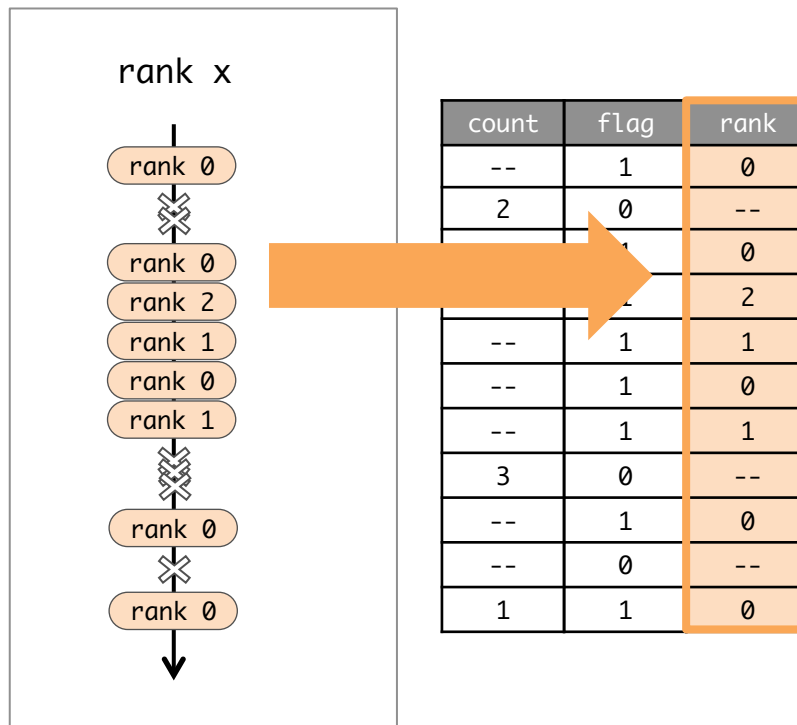 rank x
rank 0
rank 0
rank 2
rank 1
rank 0
rank 1
rank 0
rank 0
count flag rank
-- 1 0
2 0 --
1 0
1 2
-- 1 1
-- 1 0
-- 1 1
3 0 --
-- 1 0
-- 0 --
1 1 0